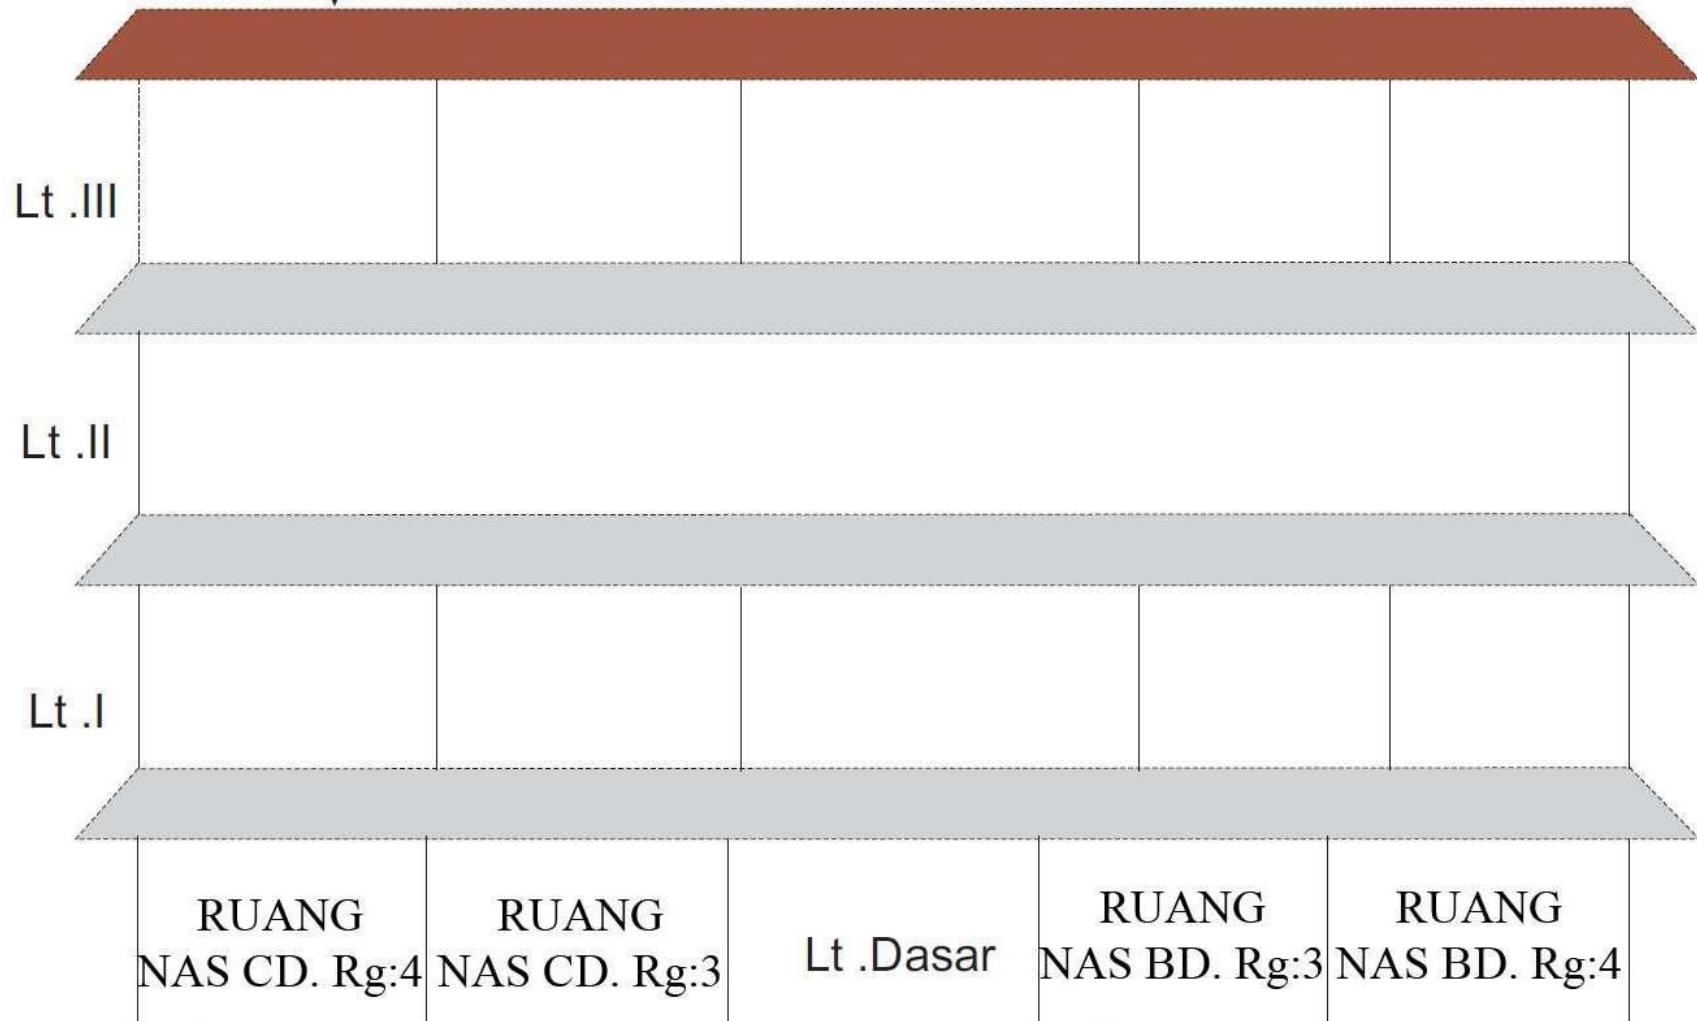 Lt .III
Lt .II
Lt .I
RUANG
NAS CD. Rg:4
RUANG
NAS CD. Rg:3
Lt .Dasar
RUANG
NAS BD. Rg:3
RUANG
NAS BD. Rg:4